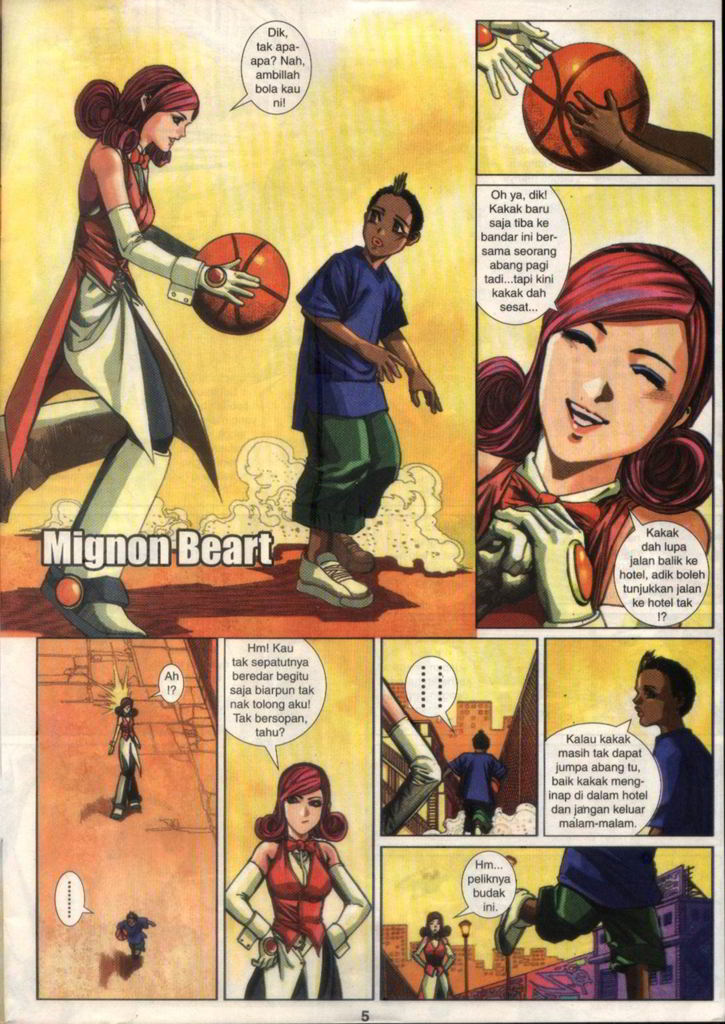 Dik,
tak apa-
apa? Nah,
ambillah
bola kau
ni!
Oh ya, dik!
Kakak baru
saja tiba ke
bandar ini ber-
sama seorang
abang pagi
tadi...tapi kini
kakak dah
sesat...
Kakak
dah lupa
jalan balik ke
hotel, adik boleh
tunjukkan jalan
ke hotel tak
!?
Mignon Beart
Ah
!?
Hm! Kau
tak sepatutnya
beredar begitu
saja biarpun tak
nak tolong aku!
Tak bersopan,
tahu?
Kalau kakak
masih tak dapat
jumpa abang tu,
baik kakak meng-
inap di dalam hotel
dan jangan keluar
malam-malam.
Hm...
peliknya
budak
ini.
5